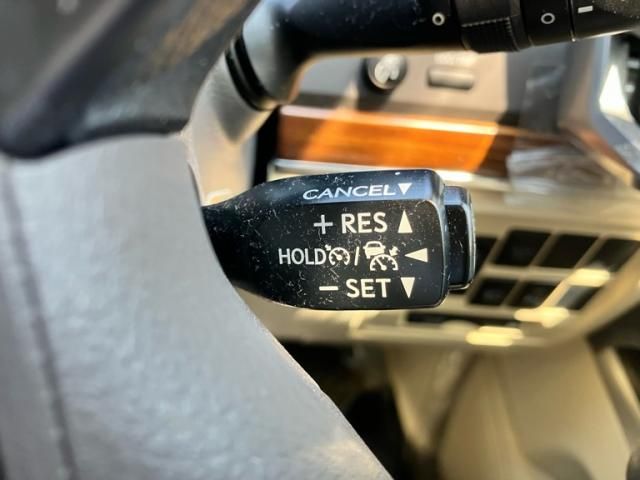 CANCEL▼
+ RES ▲
HOLD / ◀
− SET ▼